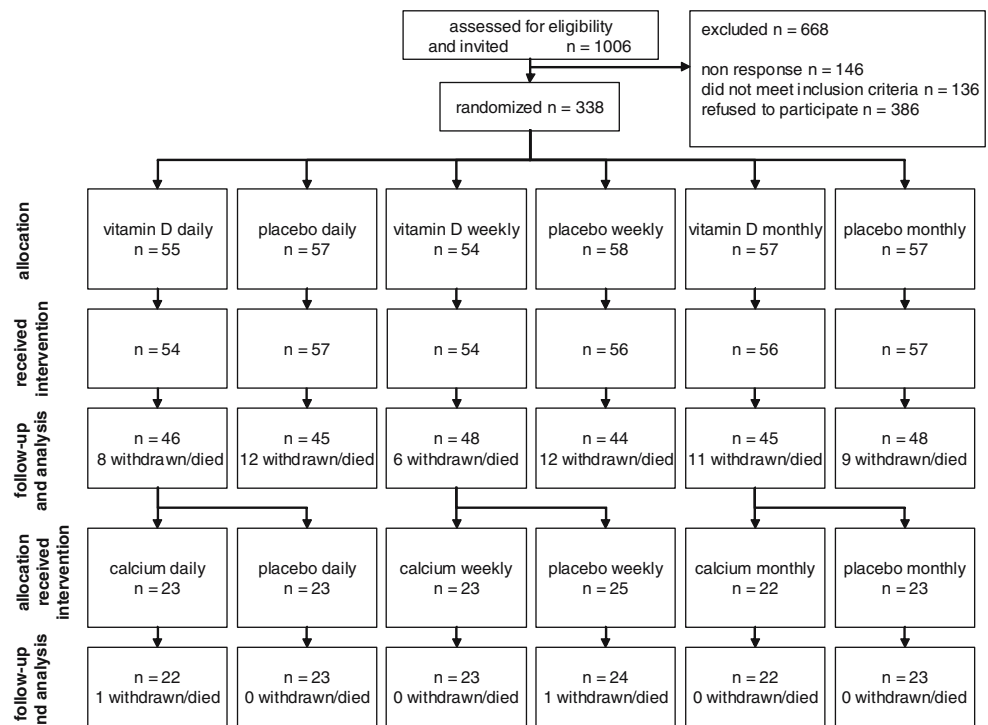 assessed for eligibility
and invited n = 1006
excluded n = 668
non response n = 146
did not meet inclusion criteria n = 136
refused to participate n = 386
randomized n = 338
allocation
vitamin D daily
n = 55
placebo daily
n = 57
vitamin D weekly
n = 54
placebo weekly
n = 58
vitamin D monthly
n = 57
placebo monthly
n = 57
received
intervention
n = 54
n = 57
n = 54
n = 56
n = 56
n = 57
follow-up
and analysis
n = 46
8 withdrawn/died
n = 45
12 withdrawn/died
n = 48
6 withdrawn/died
n = 44
12 withdrawn/died
n = 45
11 withdrawn/died
n = 48
9 withdrawn/died
allocation
received
intervention
calcium daily
n = 23
placebo daily
n = 23
calcium weekly
n = 23
placebo weekly
n = 25
calcium monthly
n = 22
placebo monthly
n = 23
follow-up
nd analysis
n = 22
1 withdrawn/died
n = 23
0 withdrawn/died
n = 23
0 withdrawn/died
n = 24
1 withdrawn/died
n = 22
0 withdrawn/died
n = 23
0 withdrawn/died